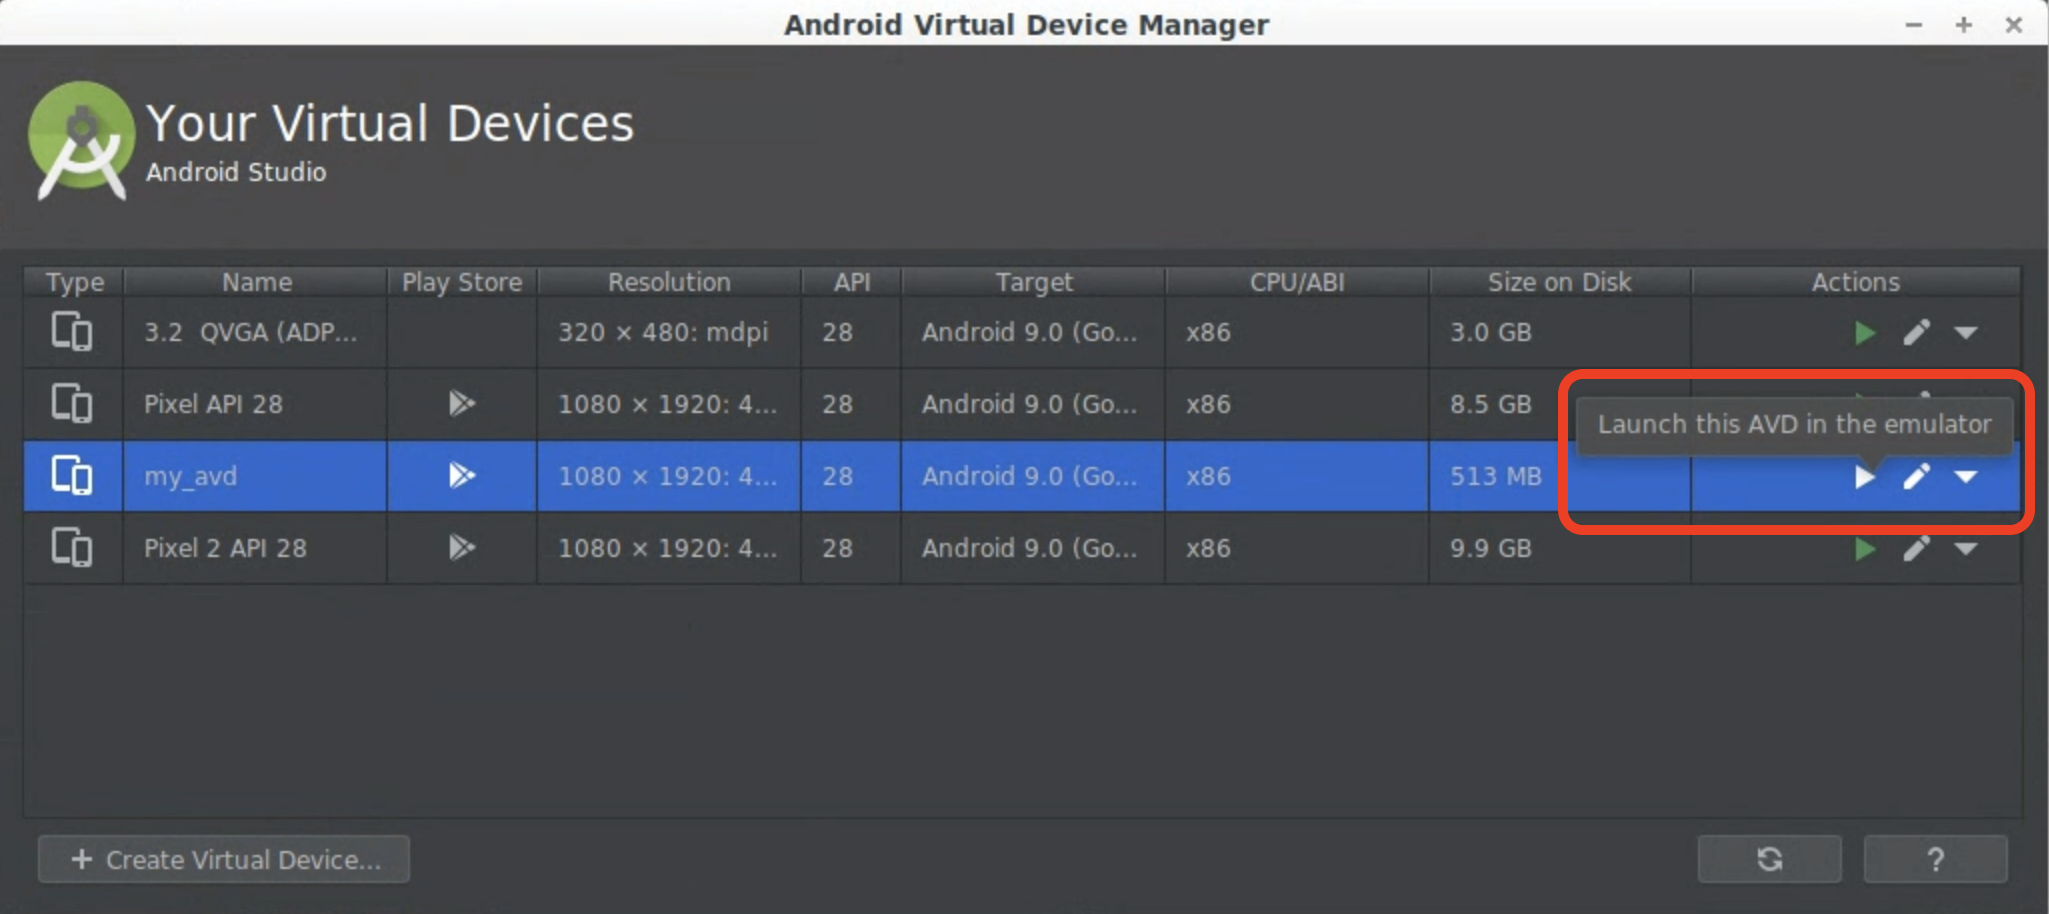 Android Virtual Device Manager
Your Virtual Devices
Android Studio
Type Name Play Store Resolution API Target CPU/ABI Size on Disk Actions
3.2 QVGA (ADP... 320 × 480: mdpi 28 Android 9.0 (Go... x86 3.0 GB
Pixel API 28 1080 × 1920: 4... 28 Android 9.0 (Go... x86 8.5 GB
Launch this AVD in the emulator
my_avd 1080 × 1920: 4... 28 Android 9.0 (Go... x86 513 MB
Pixel 2 API 28 1080 × 1920: 4... 28 Android 9.0 (Go... x86 9.9 GB
+ Create Virtual Device... ?